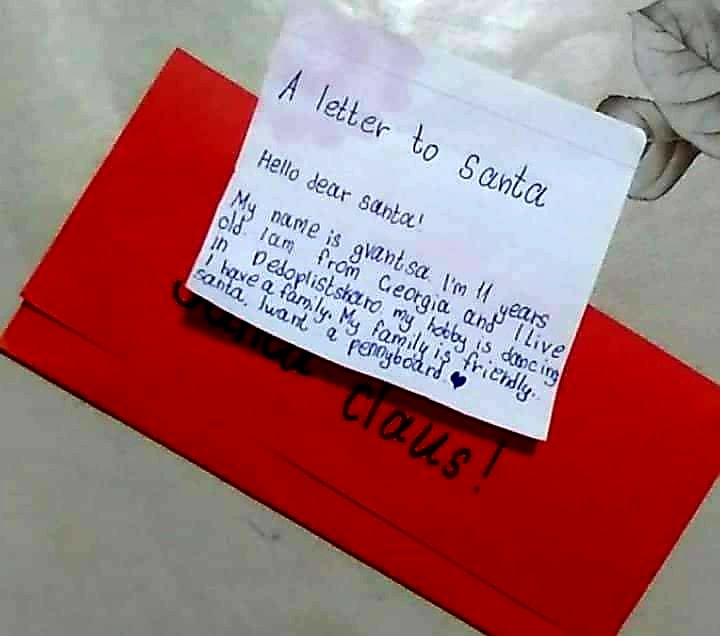 A letter to Santa
Hello dear santa!
My name is gvantsa. I'm 11 years
old. I am from Georgia and I live
in Dedoplistskaro. my hobby is dancing
I have a family. My family is friendly.
santa. I want a pennyboard. ♥
Santa
claus!